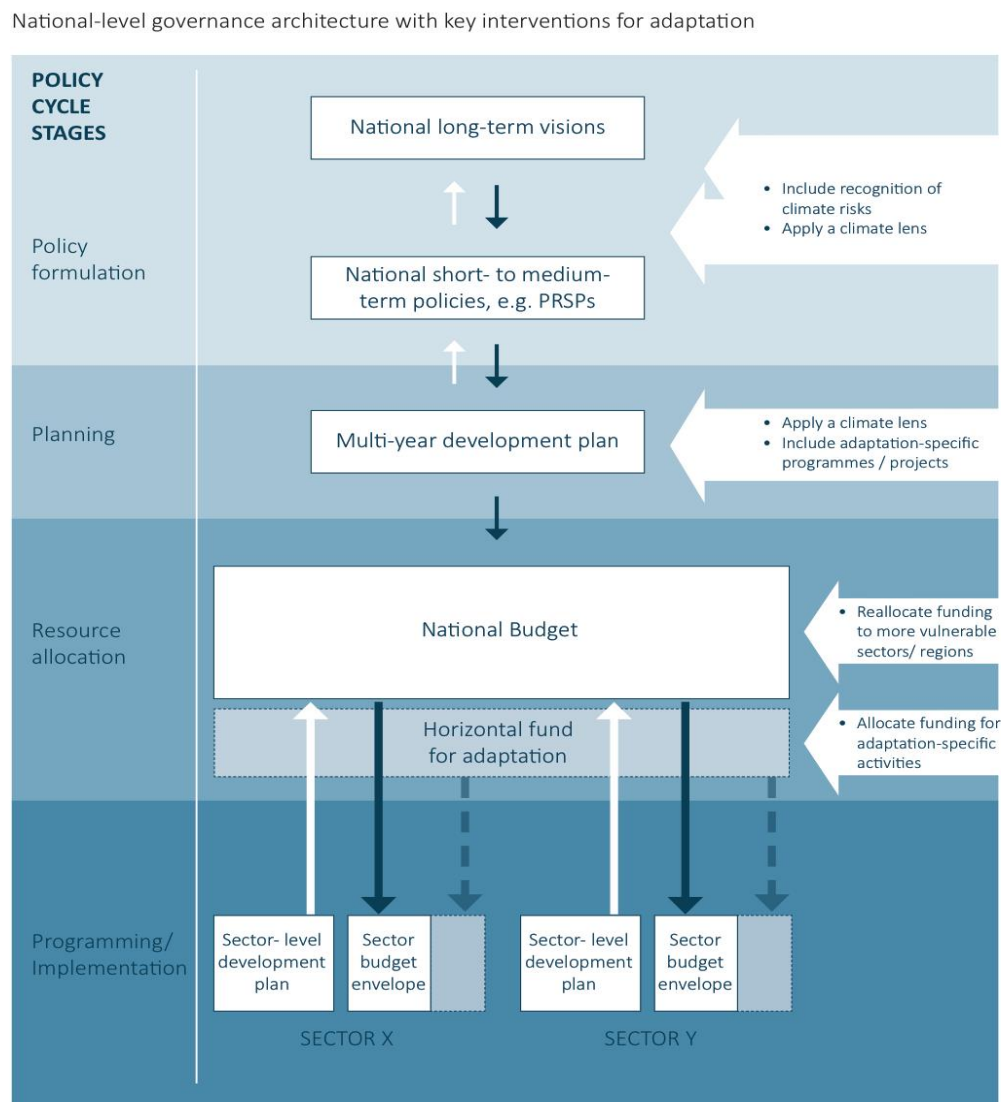 National-level governance architecture with key interventions for adaptation
POLICY
CYCLE
STAGES
National long-term visions
• Include recognition of
climate risks
• Apply a climate lens
Policy
formulation
National short- to medium-
term policies, e.g. PRSPs
Planning
Multi-year development plan
• Apply a climate lens
• Include adaptation-specific
programmes / projects
Resource
allocation
National Budget
• Reallocate funding
to more vulnerable
sectors/ regions
Horizontal fund
for adaptation
• Allocate funding for
adaptation-specific
activities
Programming/
Implementation
Sector- level
development
plan
Sector
budget
envelope
Sector- level
development
plan
Sector
budget
envelope
SECTOR X
SECTOR Y